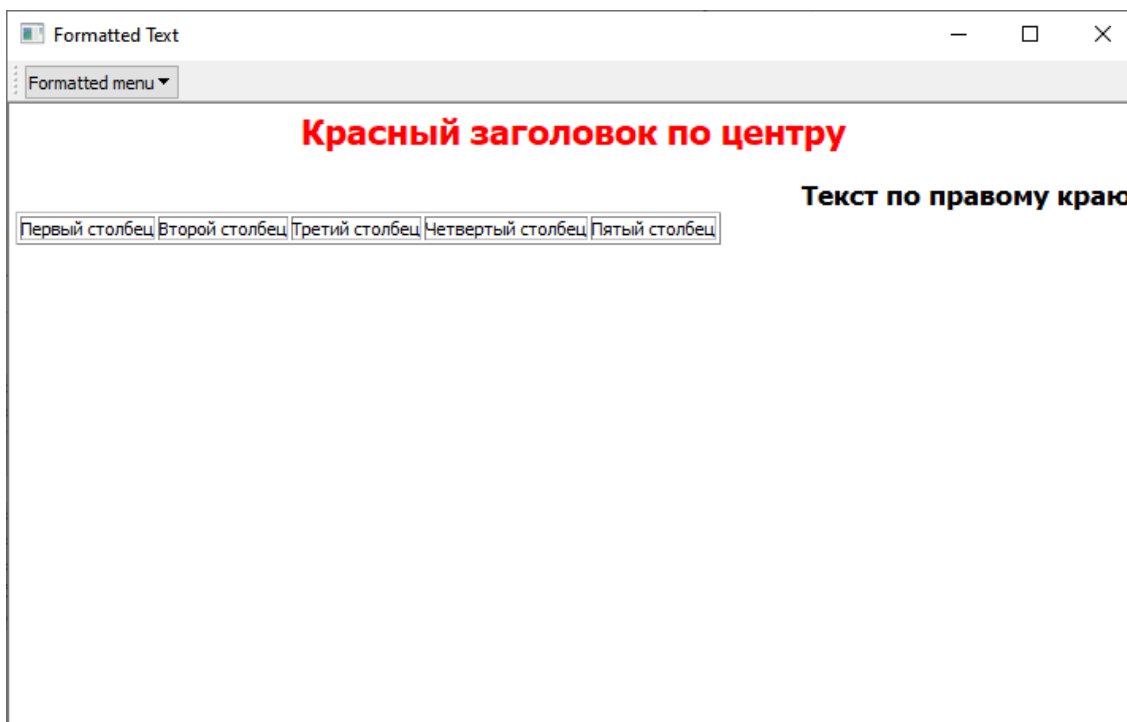 Formatted Text
Formatted menu
Красный заголовок по центру
Текст по правому краю
Первый столбец Второй столбец Третий столбец Четвертый столбец Пятый столбец